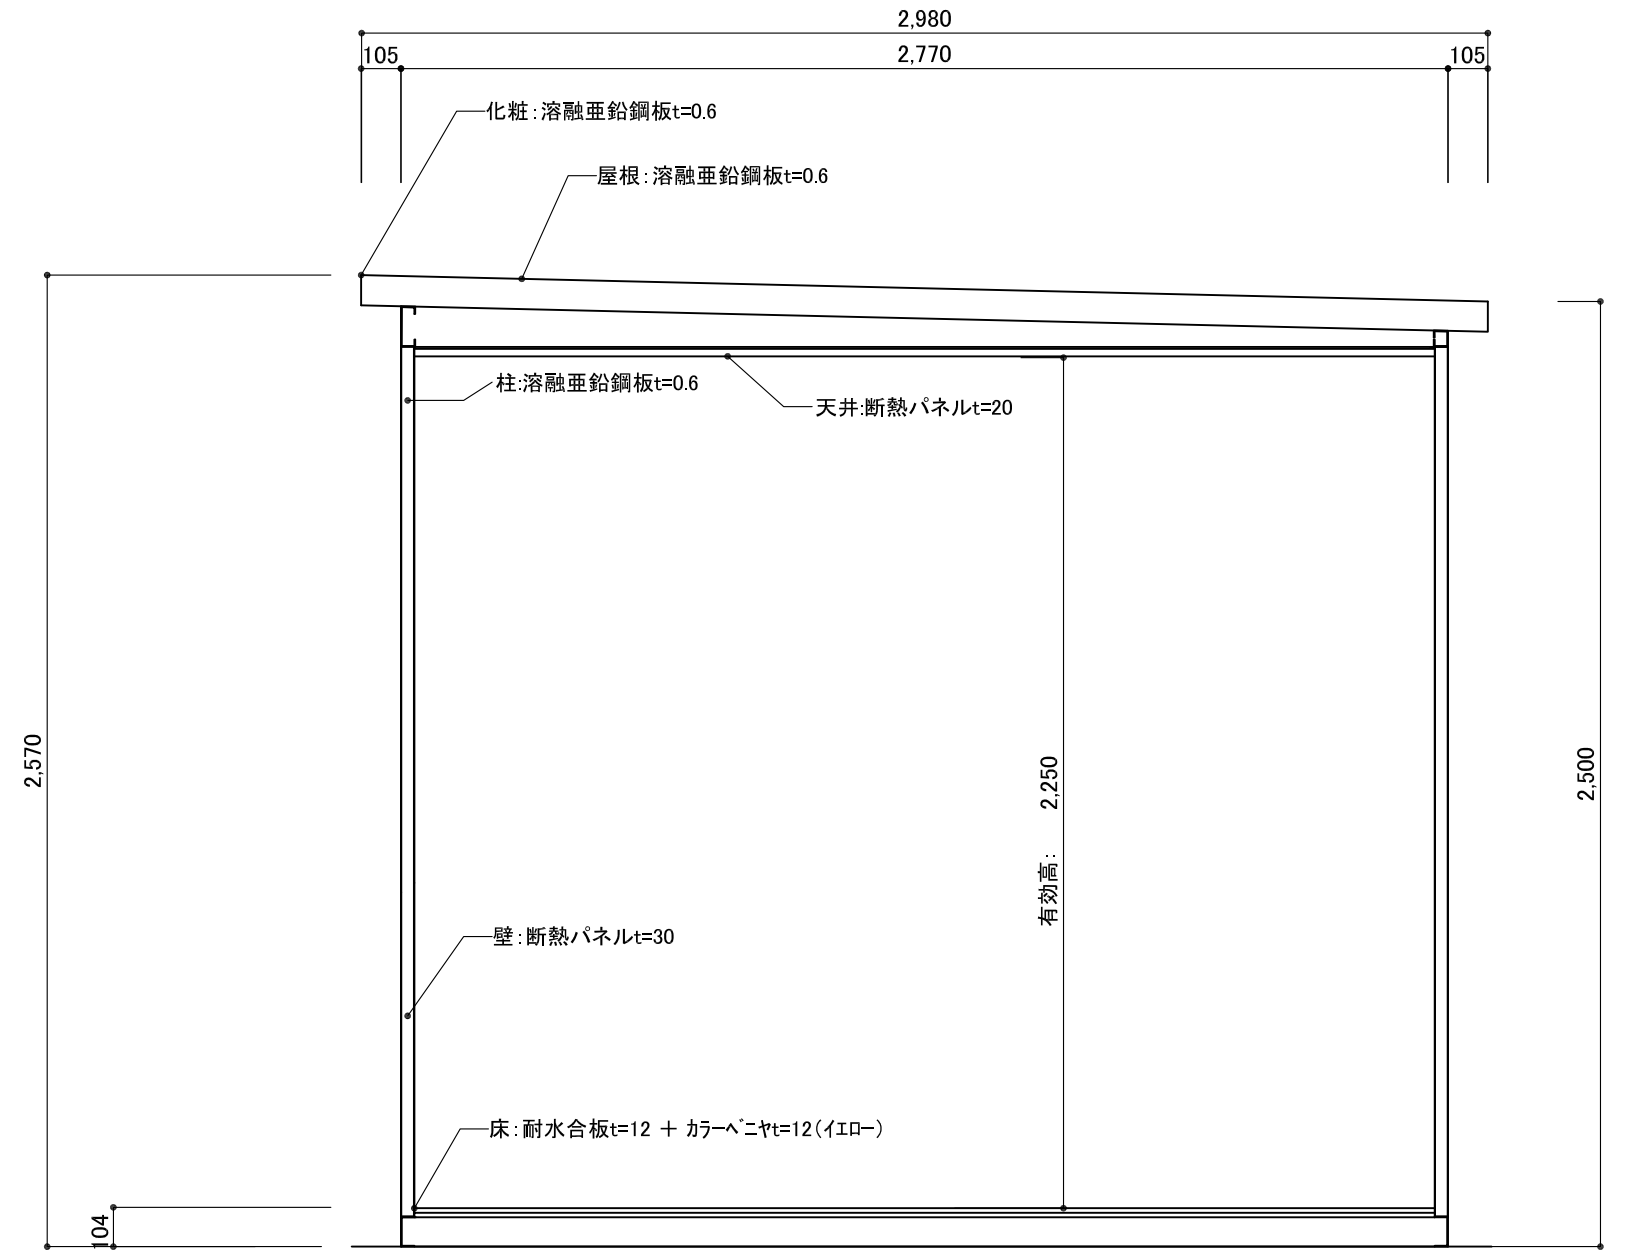 2,980
105
2,770
105
化粧:溶融亜鉛鋼板t=0.6
屋根:溶融亜鉛鋼板t=0.6
柱:溶融亜鉛鋼板t=0.6
天井:断熱パネルt=20
2,570
有効高: 2,250
2,500
壁:断熱パネルt=30
床:耐水合板t=12 + ｶﾗｰﾍﾞﾆﾔt=12(ｲｴﾛｰ)
104